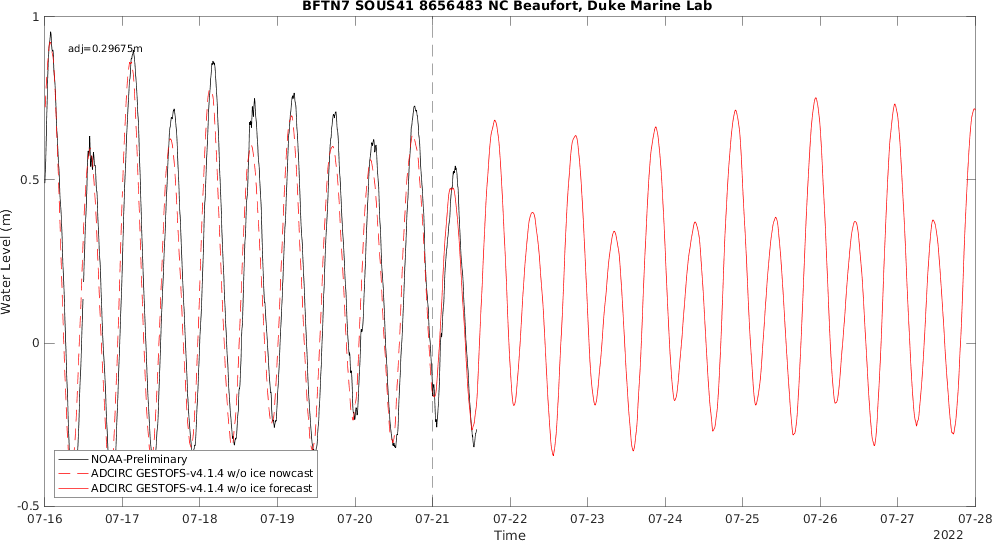 BFTN7 SOUS41 8656483 NC Beaufort, Duke Marine Lab
adj=0.29675m
1
0.5
0
-0.5
Water Level (m)
NOAA-Preliminary
ADCIRC GESTOFS-v4.1.4 w/o ice nowcast
ADCIRC GESTOFS-v4.1.4 w/o ice forecast
07-16 07-17 07-18 07-19 07-20 07-21 07-22 07-23 07-24 07-25 07-26 07-27 07-28
Time
2022